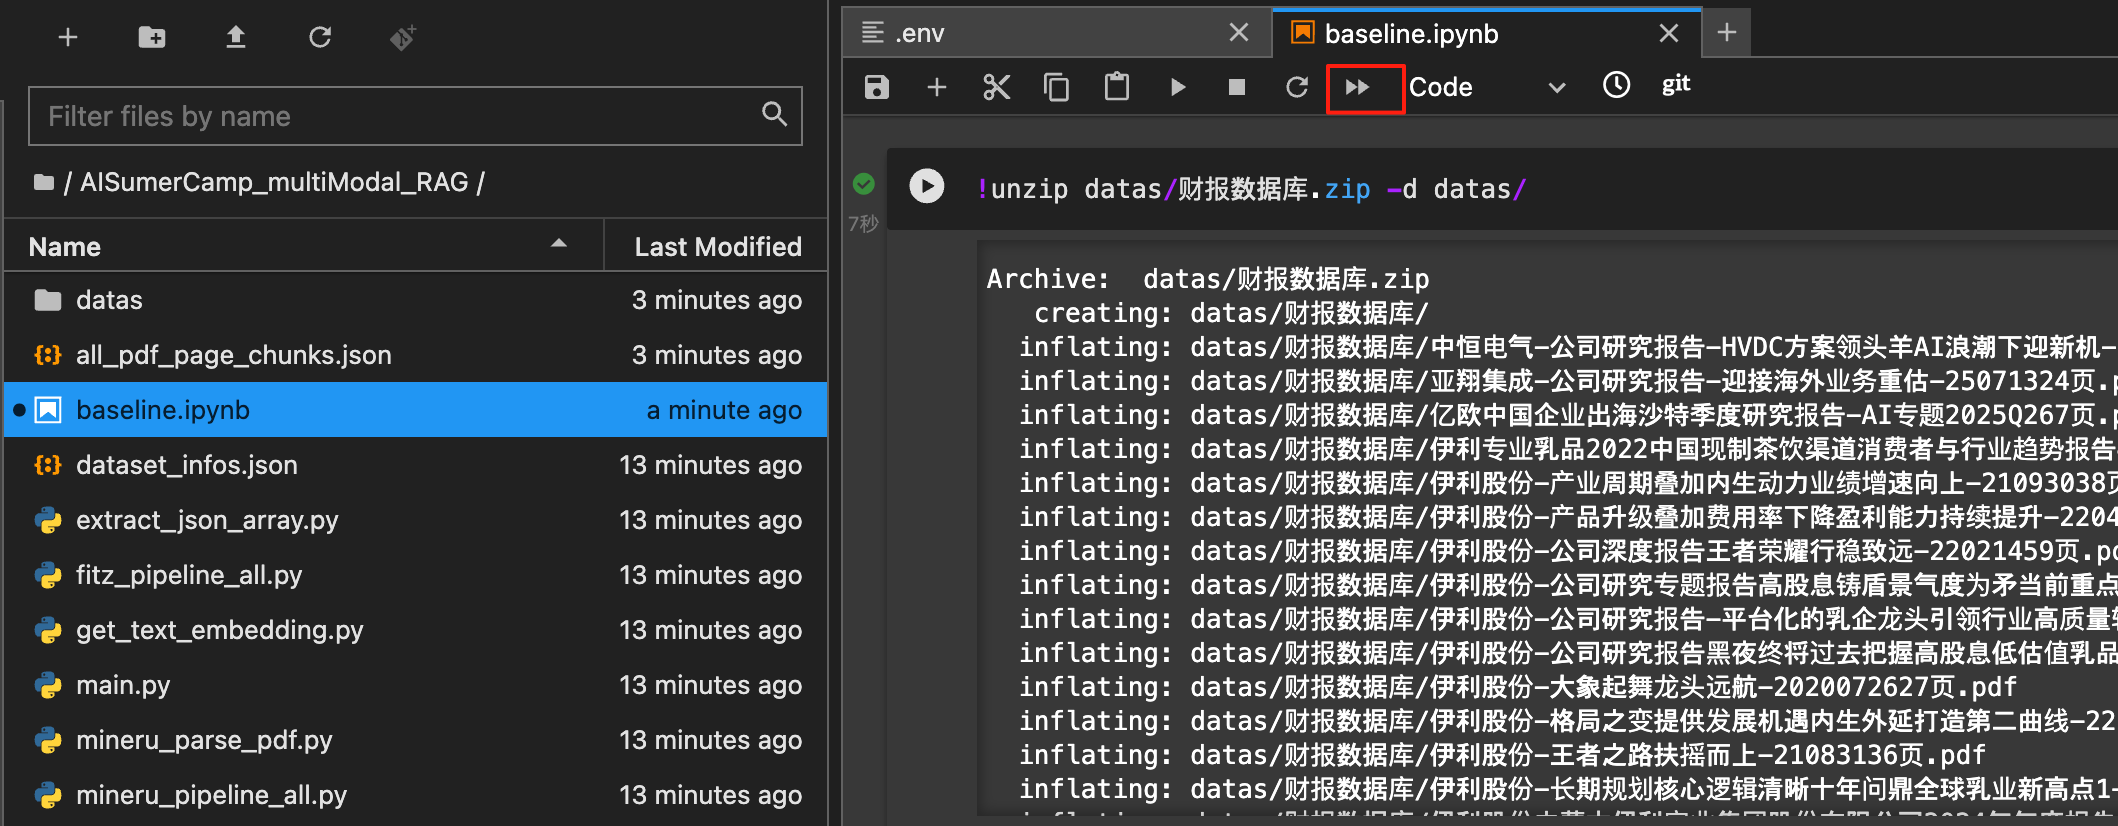 .env
baseline.ipynb
Filter files by name
Code
git
/ AISumerCamp_multiModal_RAG /
Name
Last Modified
datas
3 minutes ago
all_pdf_page_chunks.json
3 minutes ago
baseline.ipynb
a minute ago
dataset_infos.json
13 minutes ago
extract_json_array.py
13 minutes ago
fitz_pipeline_all.py
13 minutes ago
get_text_embedding.py
13 minutes ago
main.py
13 minutes ago
mineru_parse_pdf.py
13 minutes ago
mineru_pipeline_all.py
13 minutes ago
7秒
!unzip datas/财报数据库.zip -d datas/
Archive:  datas/财报数据库.zip
creating: datas/财报数据库/
inflating: datas/财报数据库/中恒电气-公司研究报告-HVDC方案领头羊AI浪潮下迎新机-
inflating: datas/财报数据库/亚翔集成-公司研究报告-迎接海外业务重估-25071324页.p
inflating: datas/财报数据库/亿欧中国企业出海沙特季度研究报告-AI专题2025Q267页.p
inflating: datas/财报数据库/伊利专业乳品2022中国现制茶饮渠道消费者与行业趋势报告
inflating: datas/财报数据库/伊利股份-产业周期叠加内生动力业绩增速向上-21093038页
inflating: datas/财报数据库/伊利股份-产品升级叠加费用率下降盈利能力持续提升-2204
inflating: datas/财报数据库/伊利股份-公司深度报告王者荣耀行稳致远-22021459页.pd
inflating: datas/财报数据库/伊利股份-公司研究专题报告高股息铸盾景气度为矛当前重点
inflating: datas/财报数据库/伊利股份-公司研究报告-平台化的乳企龙头引领行业高质量转
inflating: datas/财报数据库/伊利股份-公司研究报告黑夜终将过去把握高股息低估值乳品
inflating: datas/财报数据库/伊利股份-大象起舞龙头远航-2020072627页.pdf
inflating: datas/财报数据库/伊利股份-格局之变提供发展机遇内生外延打造第二曲线-22
inflating: datas/财报数据库/伊利股份-王者之路扶摇而上-21083136页.pdf
inflating: datas/财报数据库/伊利股份-长期规划核心逻辑清晰十年问鼎全球乳业新高点1-
inflating: datas/财报数据库/伊利股份